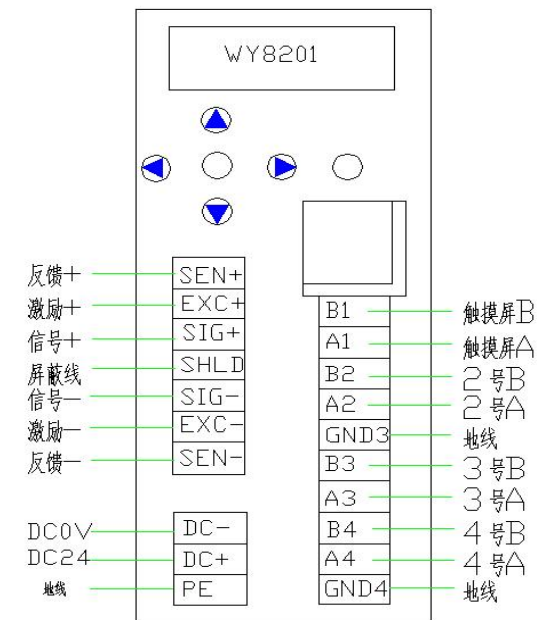 WY8201
反馈+ SEN+
激励+ EXC+
信号+ SIG+
屏蔽线 SHLD
信号- SIG-
激励- EXC-
反馈- SEN-
DC0V DC-
DC24 DC+
地线 PE
B1 触摸屏B
A1 触摸屏A
B2 2号B
A2 2号A
GND3 地线
B3 3号B
A3 3号A
B4 4号B
A4 4号A
GND4 地线